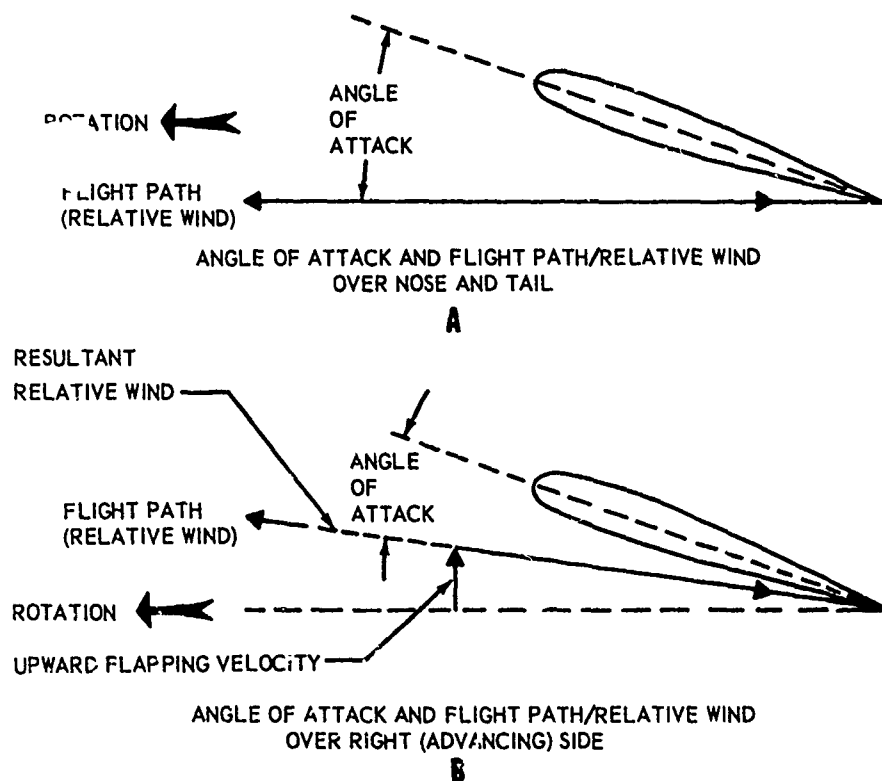 ANGLE
OF
ATTACK
ROTATION
FLIGHT PATH
(RELATIVE WIND)
ANGLE OF ATTACK AND FLIGHT PATH/RELATIVE WIND
OVER NOSE AND TAIL
A
RESULTANT
RELATIVE WIND
ANGLE
OF
ATTACK
FLIGHT PATH
(RELATIVE WIND)
ROTATION
UPWARD FLAPPING VELOCITY
ANGLE OF ATTACK AND FLIGHT PATH/RELATIVE WIND
OVER RIGHT (ADVANCING) SIDE
B